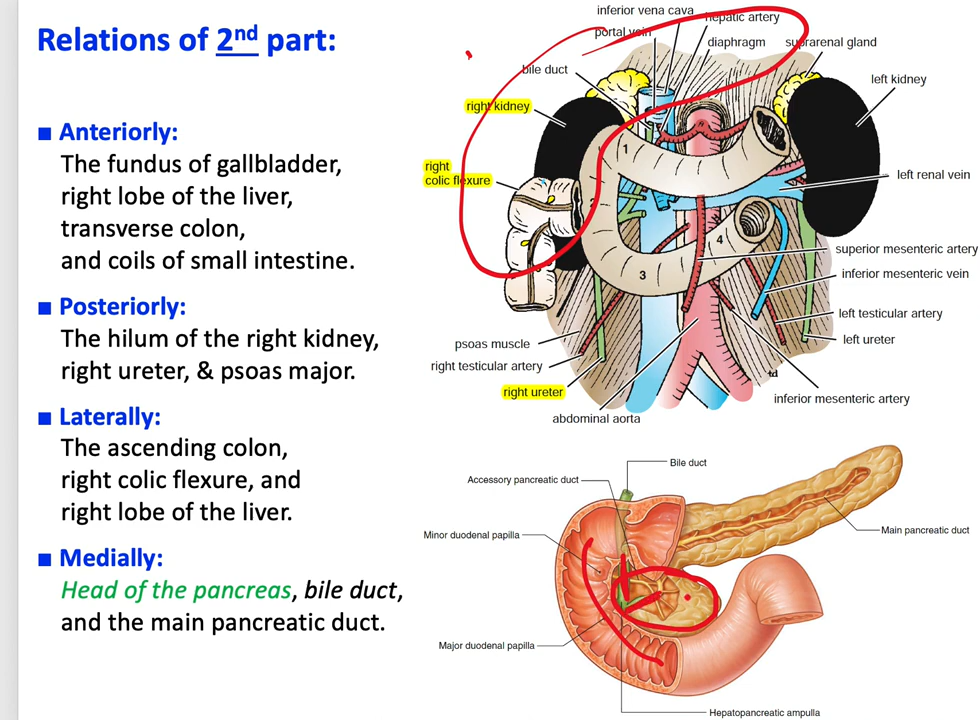 Relations of 2nd part:
■ Anteriorly:
The fundus of gallbladder,
right lobe of the liver,
transverse colon,
and coils of small intestine.
■ Posteriorly:
The hilum of the right kidney,
right ureter, & psoas major.
■ Laterally:
The ascending colon,
right colic flexure, and
right lobe of the liver.
■ Medially:
Head of the pancreas, bile duct,
and the main pancreatic duct.
inferior vena cava
hepatic artery
portal vein
diaphragm
suprarenal gland
bile duct
left kidney
right kidney
right
colic flexure
left renal vein
1
2
3
4
superior mesenteric artery
inferior mesenteric vein
left testicular artery
left ureter
psoas muscle
right testicular artery
td
right ureter
inferior mesenteric artery
abdominal aorta
Bile duct
Accessory pancreatic duct
Minor duodenal papilla
Main pancreatic duct
Major duodenal papilla
Hepatopancreatic ampulla